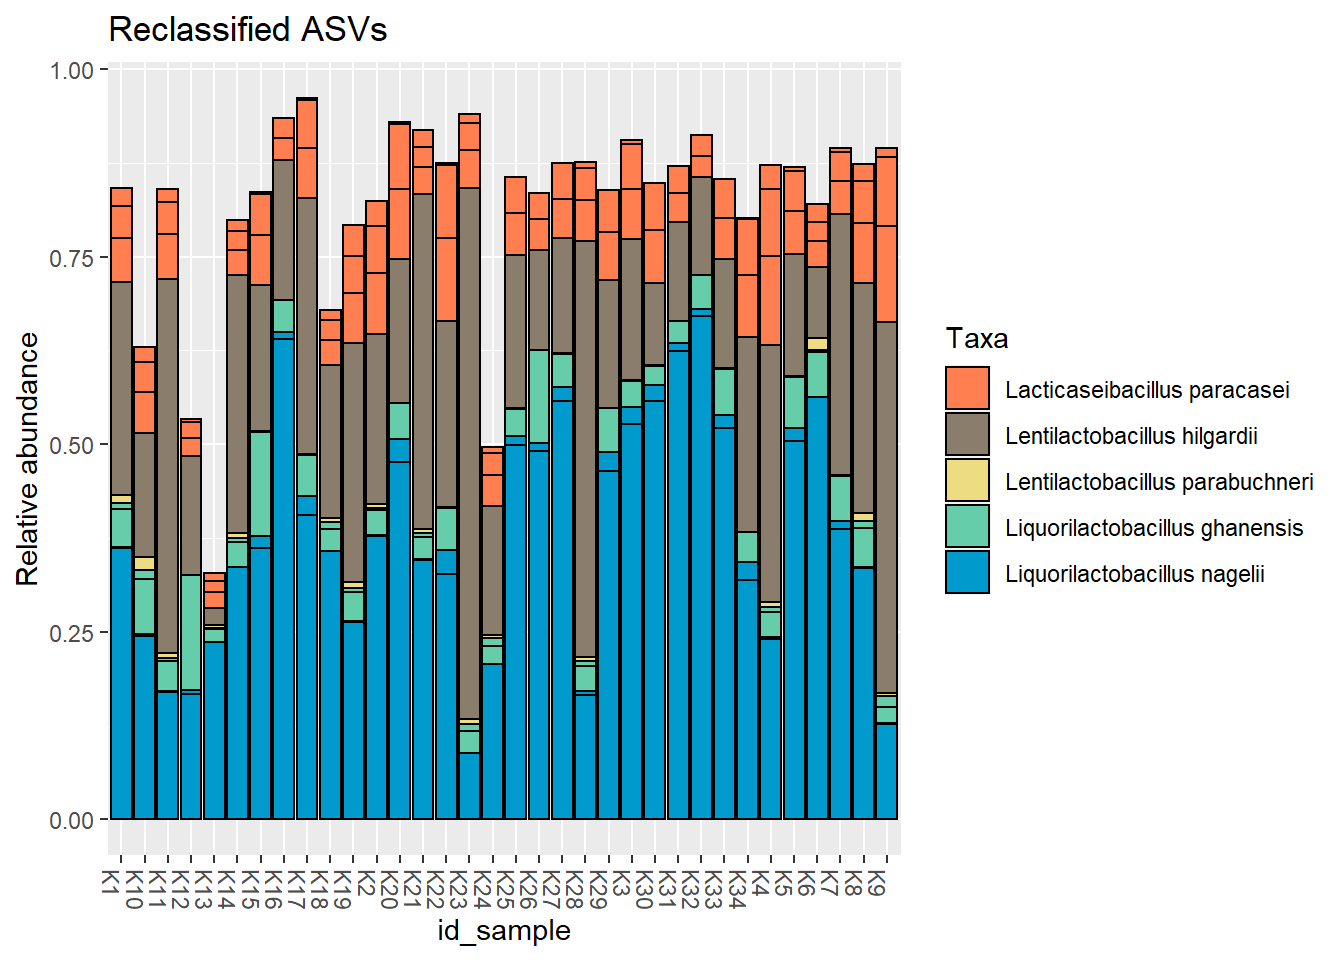 Reclassified ASVs
Relative abundance
1.00
0.75
0.50
0.25
0.00
K1
K10
K11
K12
K13
K14
K15
K16
K17
K18
K19
K2
K20
K21
K22
K23
K24
K25
K26
K27
K28
K29
K3
K30
K31
K32
K33
K34
K4
K5
K6
K7
K8
K9
id_sample
Taxa
Lacticaseibacillus paracasei
Lentilactobacillus hilgardii
Lentilactobacillus parabuchneri
Liquorilactobacillus ghanensis
Liquorilactobacillus nagelii